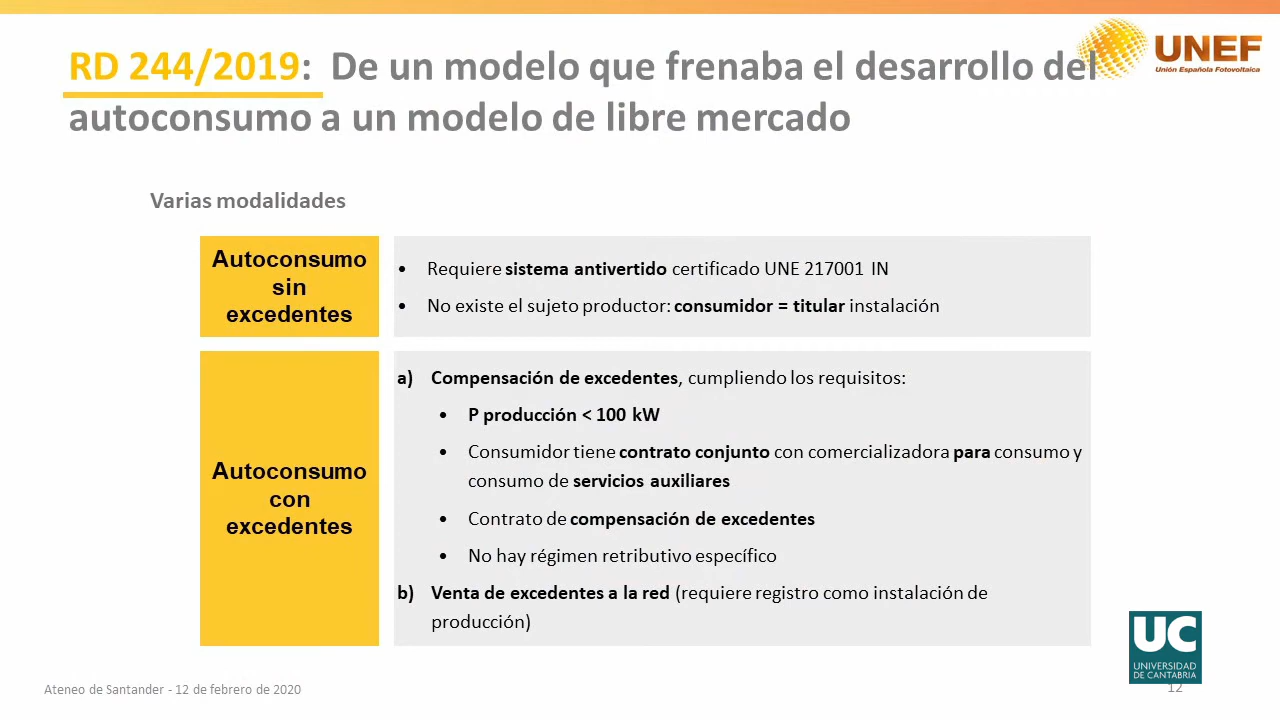 RD 244/2019: De un modelo que frenaba el desarrollo del
autoconsumo a un modelo de libre mercado
UNEF
Unión Española Fotovoltaica
Varias modalidades
Autoconsumo
sin
excedentes
• Requiere sistema antivertido certificado UNE 217001 IN
• No existe el sujeto productor: consumidor = titular instalación
Autoconsumo
con
excedentes
a) Compensación de excedentes, cumpliendo los requisitos:
• P producción < 100 kW
• Consumidor tiene contrato conjunto con comercializadora para consumo y
consumo de servicios auxiliares
• Contrato de compensación de excedentes
• No hay régimen retributivo específico
b) Venta de excedentes a la red (requiere registro como instalación de
producción)
UC
UNIVERSIDAD
DE CANTABRIA
Ateneo de Santander - 12 de febrero de 2020
12